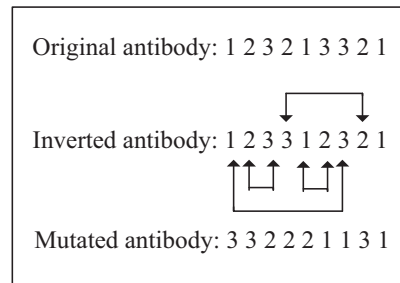 Original antibody: 1 2 3 2 1 3 3 2 1
Inverted antibody: 1 2 3 3 1 2 3 2 1
Mutated antibody: 3 3 2 2 2 1 1 3 1